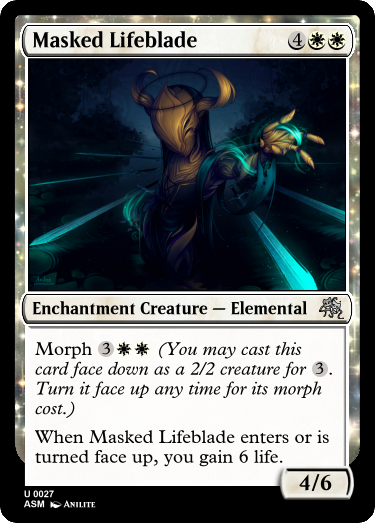 Masked Lifeblade 4
Enchantment Creature — Elemental
Morph 3 (You may cast this
card face down as a 2/2 creature for 3.
Turn it face up any time for its morph
cost.)
When Masked Lifeblade enters or is
turned face up, you gain 6 life.
4/6
U 0027
ASM Anilite